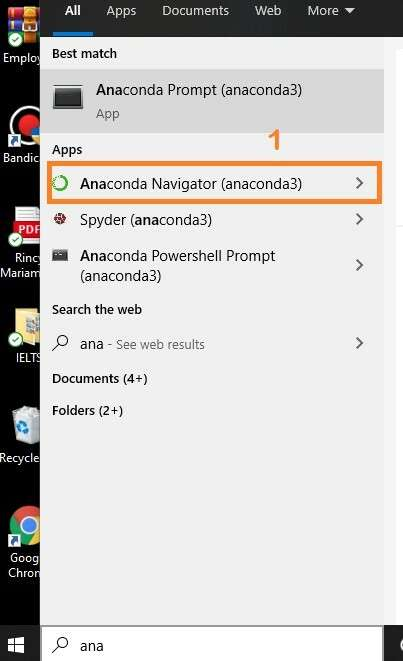 All Apps Documents Web More
Employ
Best match
Anaconda Prompt (anaconda3)
App
1
Bandic
Apps
Anaconda Navigator (anaconda3)
Spyder (anaconda3)
PDF
Rincy
Mariam
Anaconda Powershell Prompt
(anaconda3)
Search the web
ana - See web results
IELTS
Documents (4+)
Folders (2+)
Recycle
Goog
Chron
ana